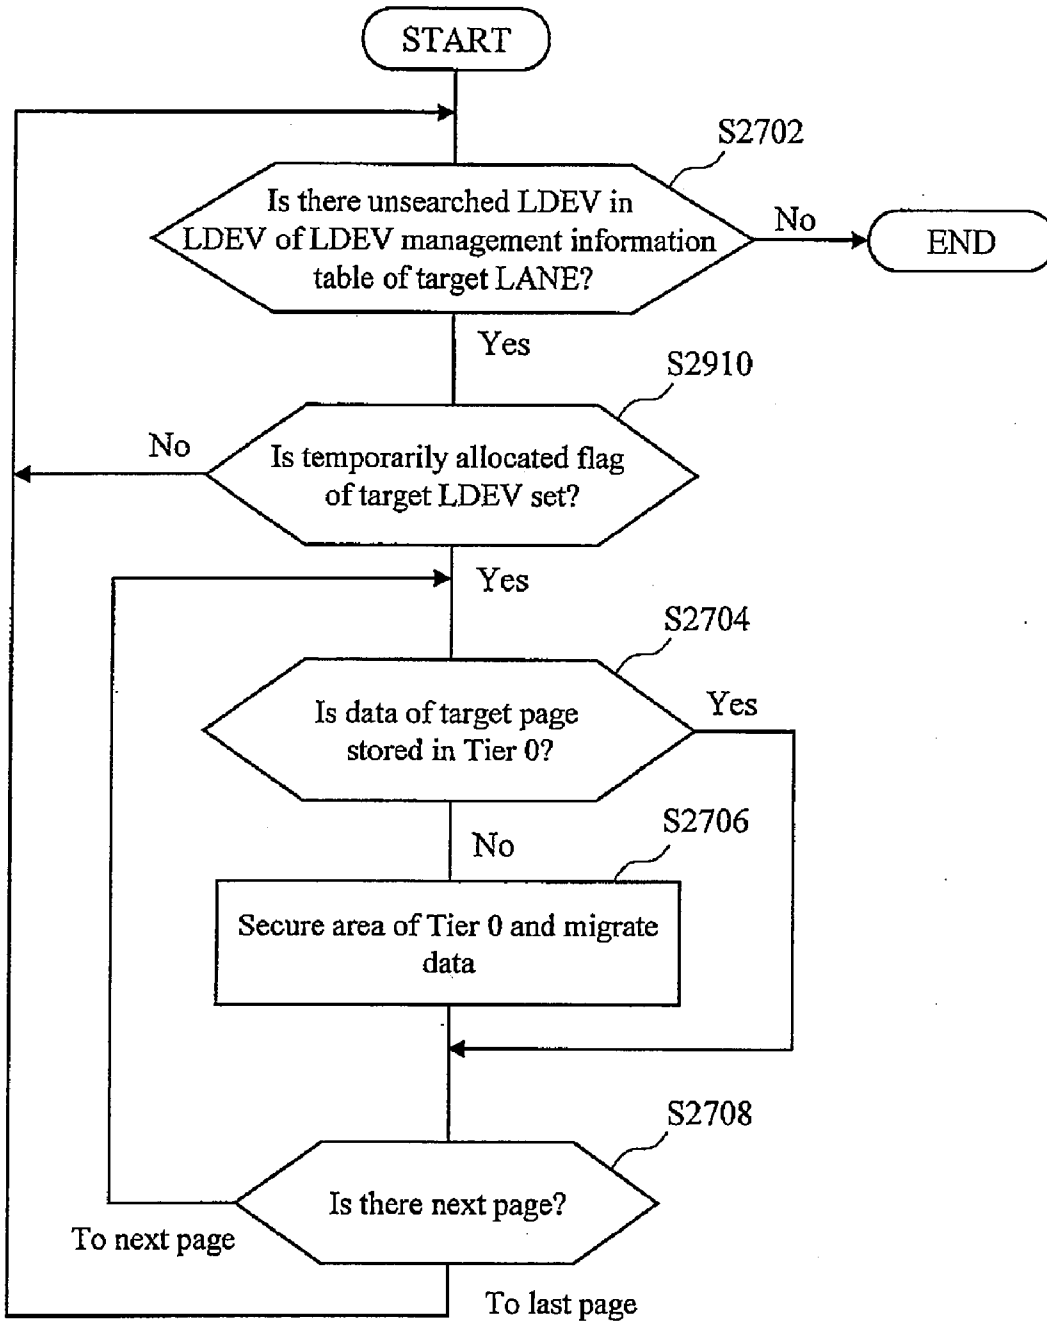 START
S2702
Is there unsearched LDEV in
LDEV of LDEV management information
table of target LANE?
No
END
Yes
S2910
No
Is temporarily allocated flag
of target LDEV set?
Yes
S2704
Is data of target page
stored in Tier 0?
Yes
No
S2706
Secure area of Tier 0 and migrate
data
S2708
Is there next page?
To next page
To last page